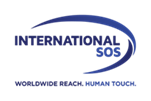 INTERNATIONAL
SOS
WORLDWIDE REACH. HUMAN TOUCH.